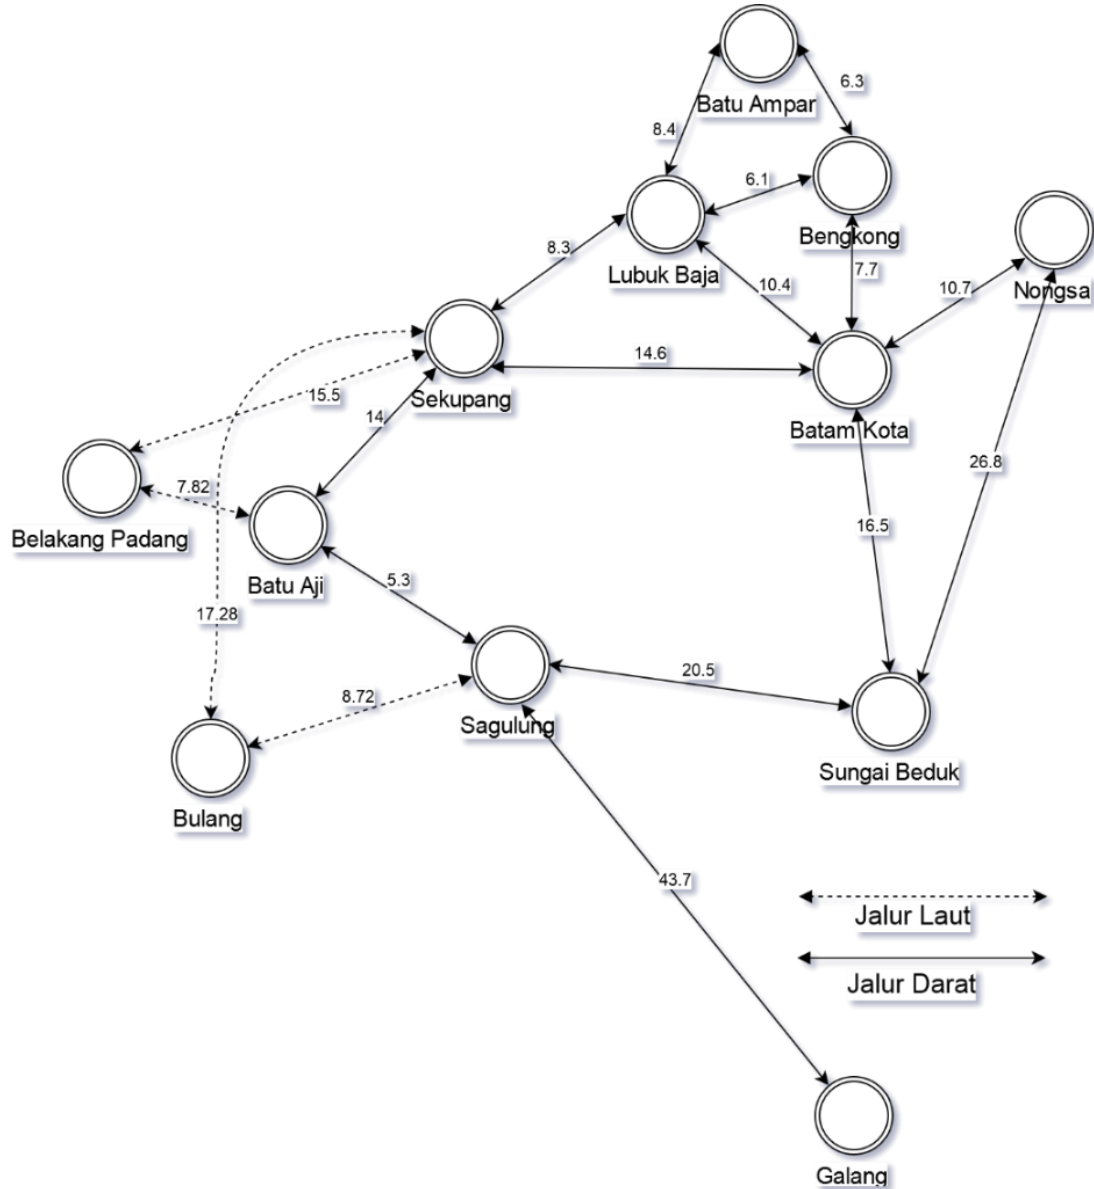 6.3
Batu Ampar
8.4
6.1
Bengkong
8.3
Lubuk Baja
7.7
10.4
10.7
Nongsa
14.6
15.5
Sekupang
14
Batam Kota
26.8
7.82
16.5
Belakang Padang
Batu Aji
5.3
17.28
20.5
8.72
Sagulung
Sungai Beduk
Bulang
43.7
Jalur Laut
Jalur Darat
Galang